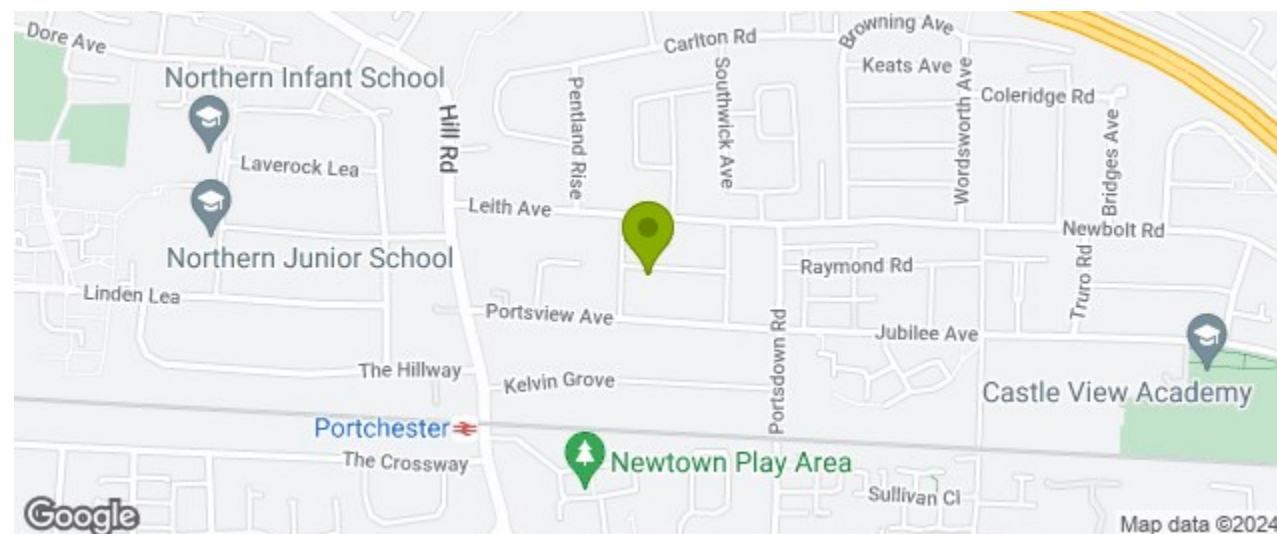 Dore Ave
Carlton Rd
Browning Ave
Keats Ave
Northern Infant School
Pentland Rise
Southwick Ave
Wordsworth Ave
Coleridge Rd
Bridges Ave
Hill Rd
Laverock Lea
Leith Ave
Newbolt Rd
Northern Junior School
Raymond Rd
Truro Rd
Linden Lea
Portsview Ave
Portsdown Rd
Jubilee Ave
The Hillway
Kelvin Grove
Castle View Academy
Portchester
The Crossway
Newtown Play Area
Sullivan Cl
Google
Map data ©2024